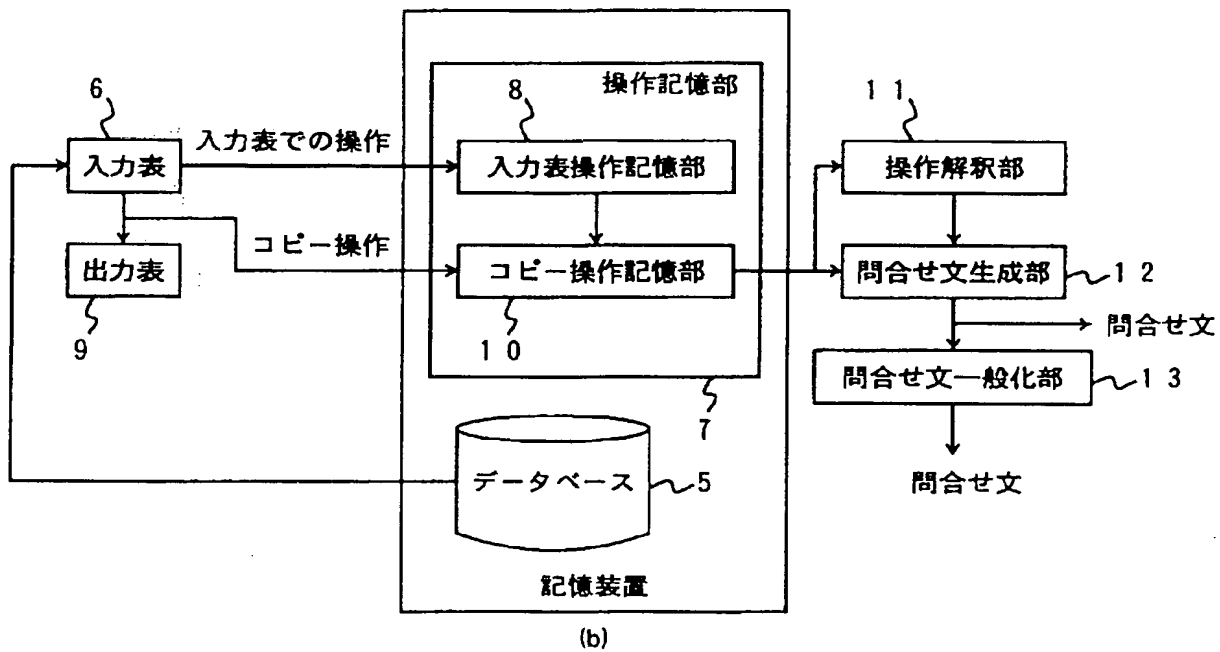 操作記憶部
6
8
１１
入力表での操作
入力表
入力表操作記憶部
操作解釈部
コピー操作
出力表
コピー操作記憶部
問合せ文生成部
１２
9
１０
問合せ文
問合せ文一般化部
１３
7
データベース
5
問合せ文
記憶装置
(b)